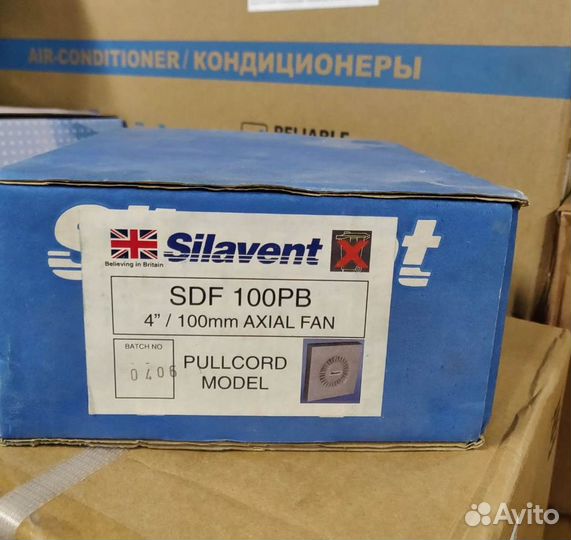 AIR-CONDITIONER / КОНДИЦИОНЕРЫ
RELIABLE
Silavent
Believing in Britain
SDF 100PB
4" / 100mm AXIAL FAN
BATCH NO
0406
PULLCORD
MODEL
Avito